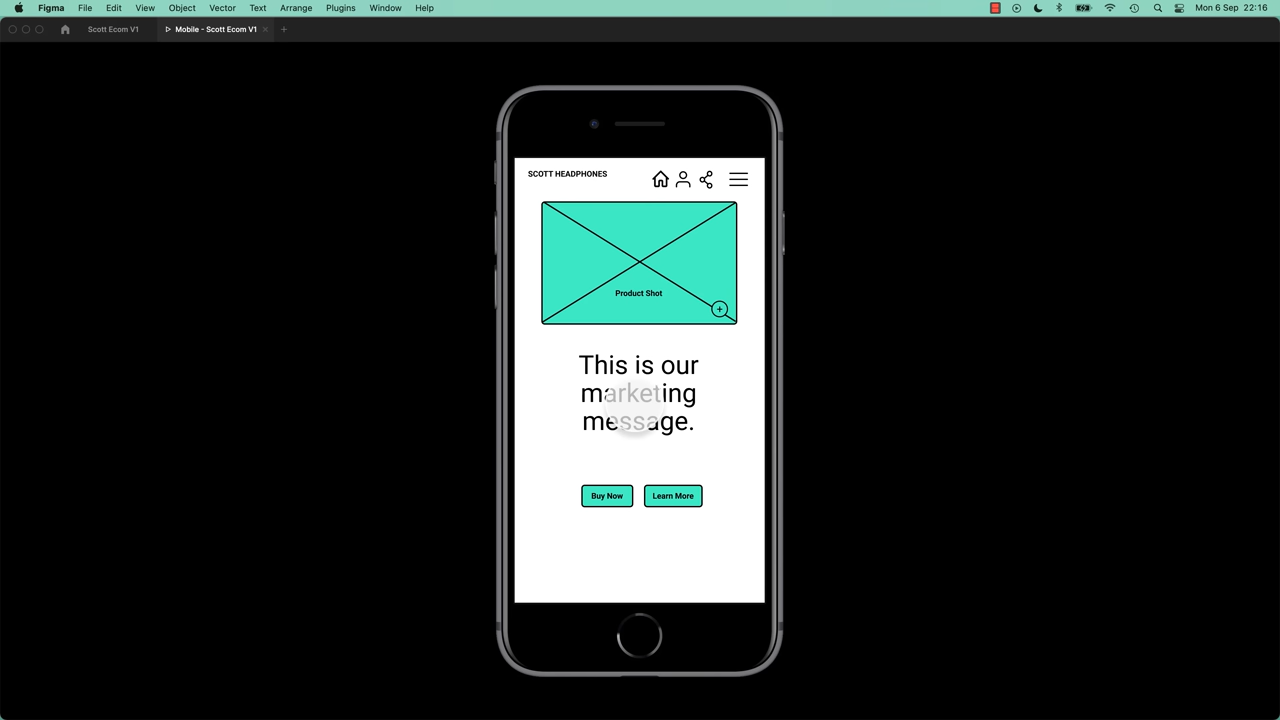 Figma File Edit View Object Vector Text Arrange Plugins Window Help Mon 6 Sep 22:16
Scott Ecom V1 Mobile - Scott Ecom V1
SCOTT HEADPHONES
Product Shot
This is our
marketing
message.
Buy Now Learn More